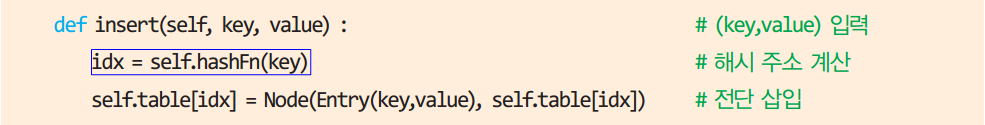 def insert(self, key, value) : # (key,value) 입력
idx = self.hashFn(key) # 해시 주소 계산
self.table[idx] = Node(Entry(key,value), self.table[idx]) # 전단 삽입